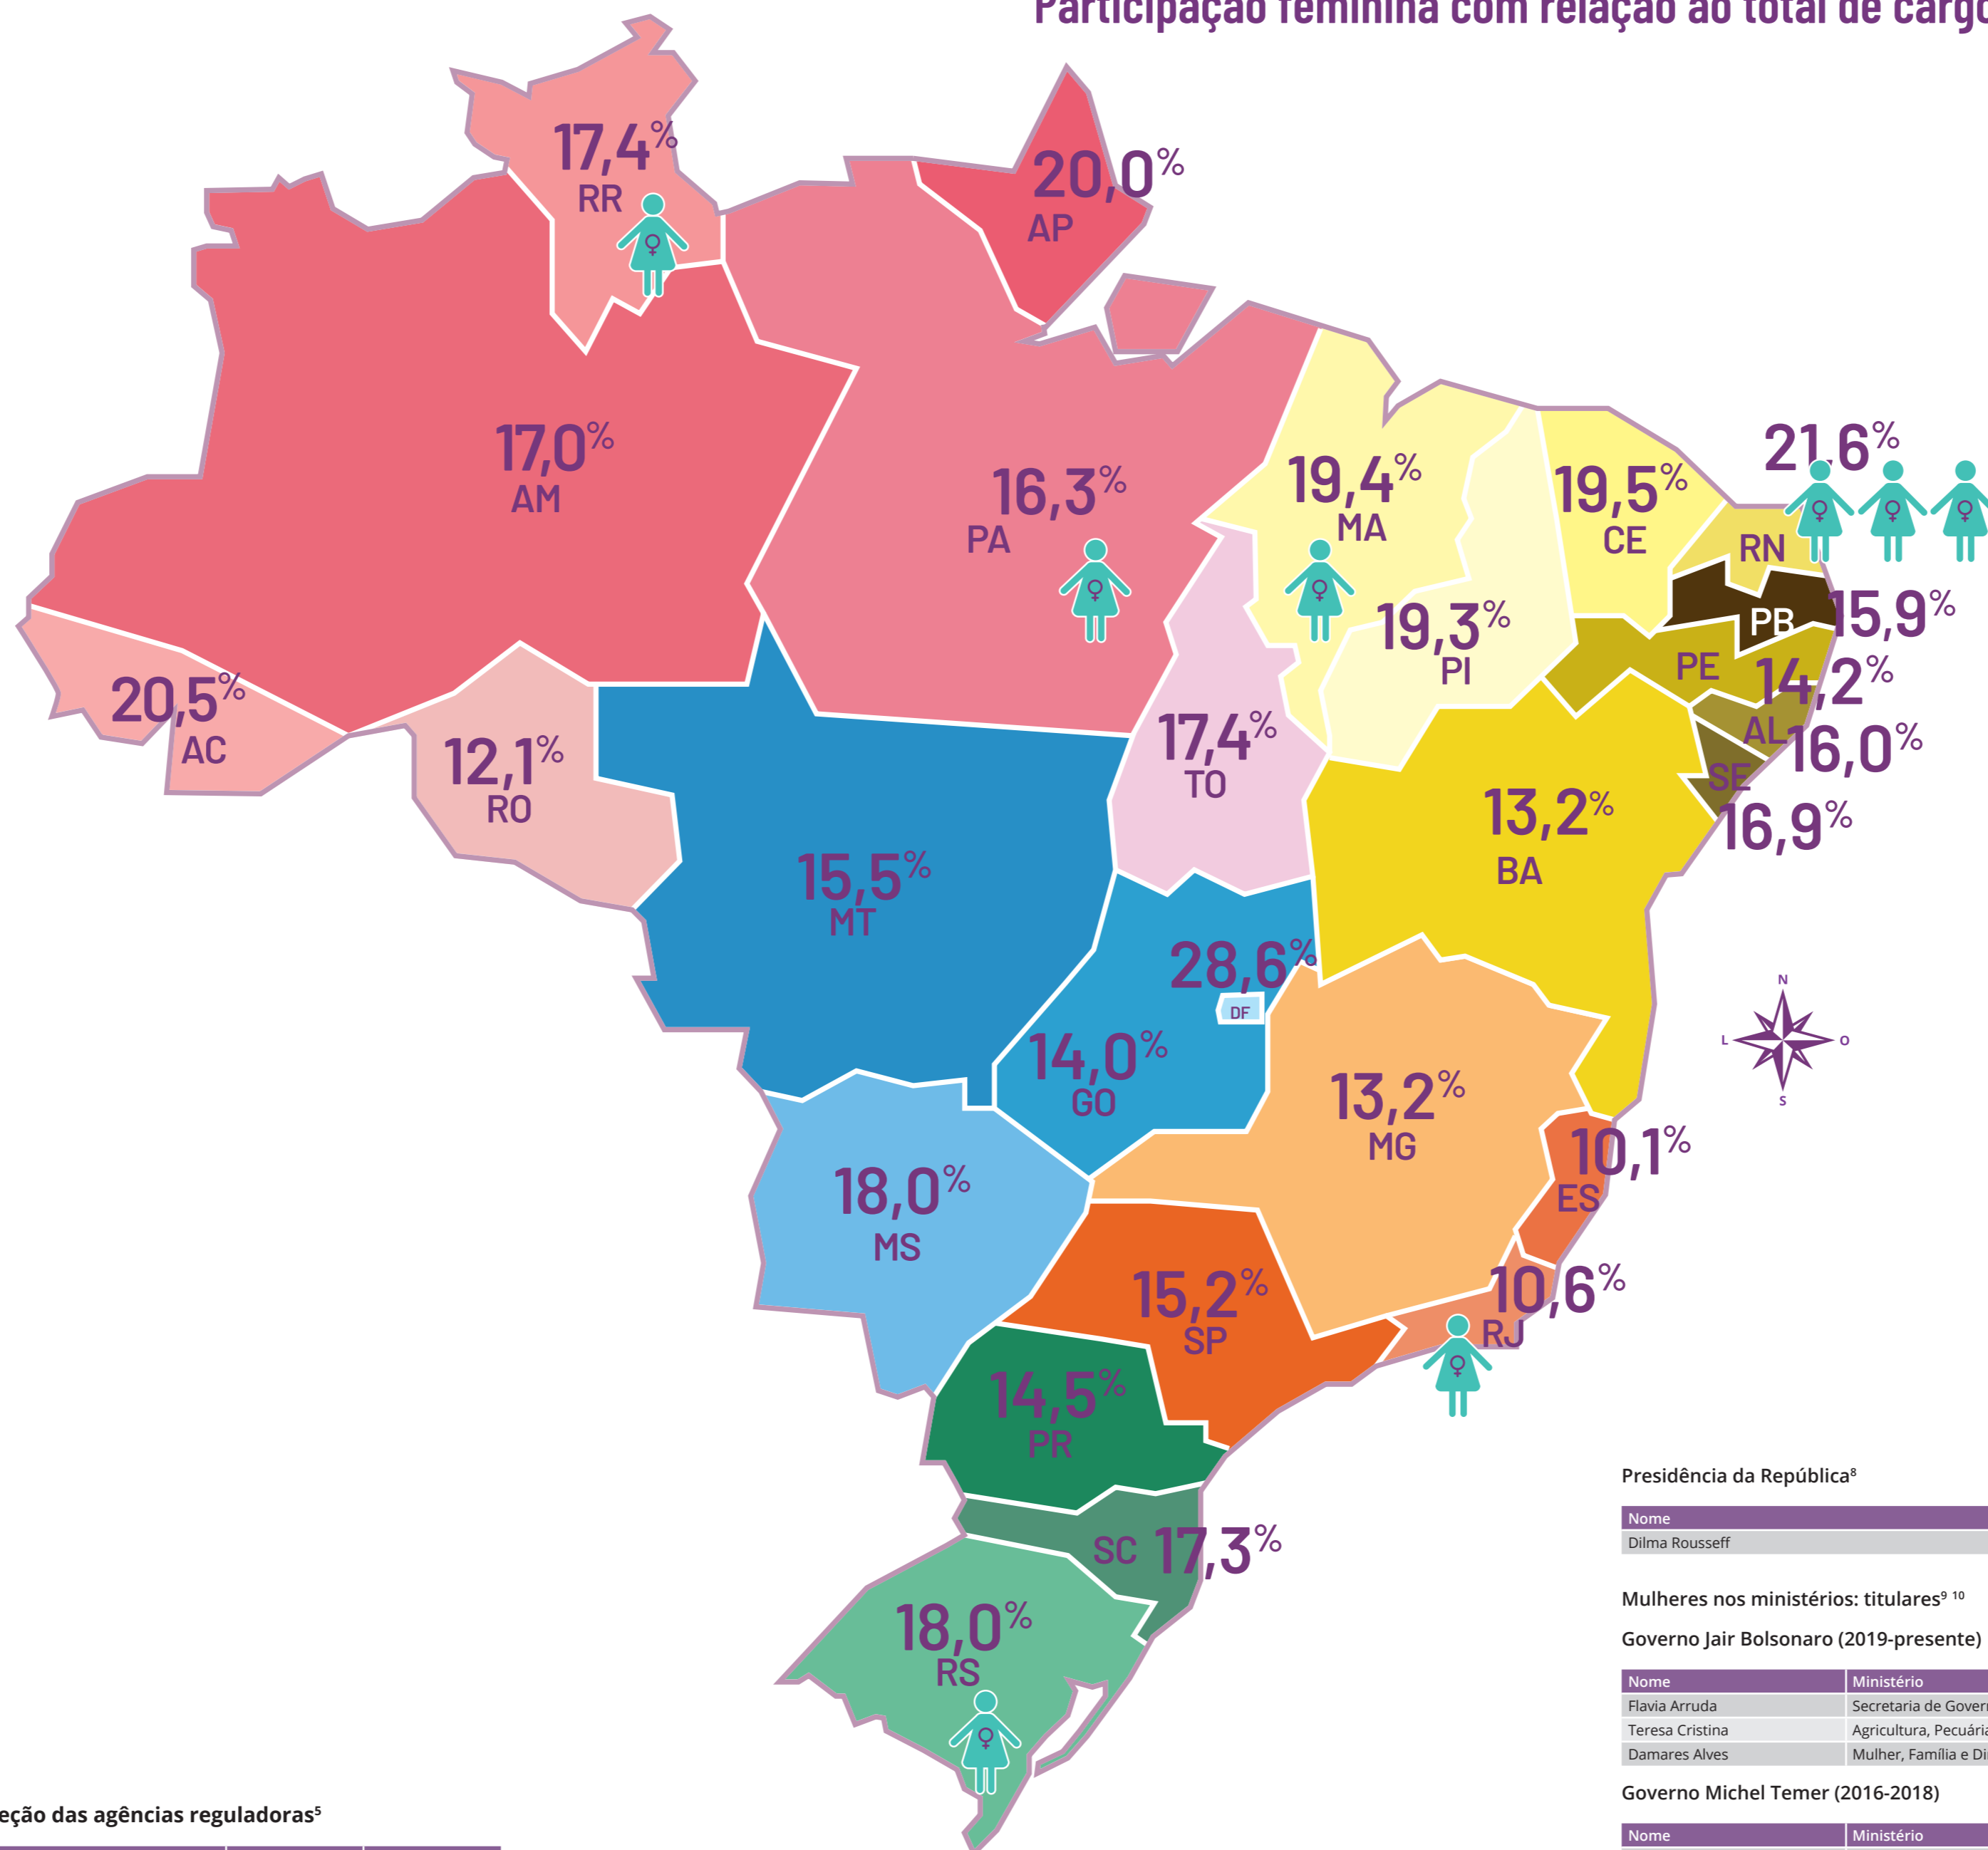 Participação feminina com relação ao total de
17,4%
RR
20,0%
AP
17,0%
AM
16,3%
PA
19,4%
MA
19,5%
CE
21,6%
RN
19,3%
PI
PB
15,9%
PE
14,2%
AL
16,0%
SE
16,9%
20,5%
AC
12,1%
RO
17,4%
TO
13,2%
BA
15,5%
MT
28,6%
DF
14,0%
GO
13,2%
MG
N
L
O
S
10,1%
ES
18,0%
MS
10,6%
RJ
15,2%
SP
14,5%
PR
SC 17,3%
18,0%
RS
Presidência da República⁸
Nome
Dilma Rousseff
Mulheres nos ministérios: titulares⁹ ¹⁰
Governo Jair Bolsonaro (2019-presente)
Nome Ministério
Flavia Arruda Secretaria de
Teresa Cristina Agricultura,
Damares Alves Mulher, Família e
Governo Michel Temer (2016-2018)
Nome Ministério
das agências reguladoras⁵